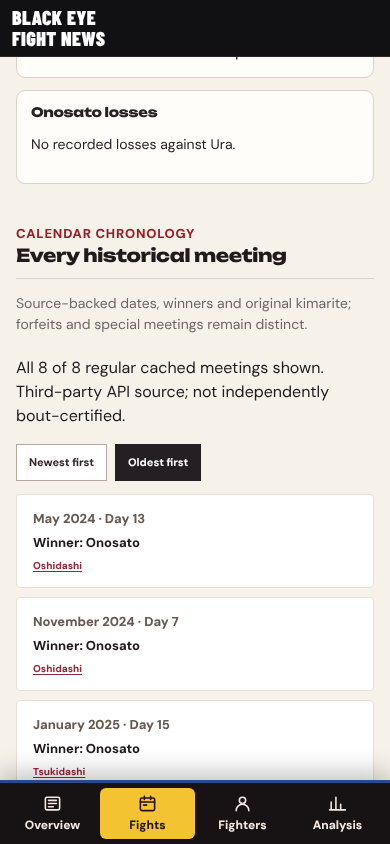 BLACK EYE
FIGHT NEWS
Onosato losses
No recorded losses against Ura.
CALENDAR CHRONOLOGY
Every historical meeting
Source-backed dates, winners and original kimarite;
forfeits and special meetings remain distinct.
All 8 of 8 regular cached meetings shown.
Third-party API source; not independently
bout-certified.
Newest first
Oldest first
May 2024 · Day 13
Winner: Onosato
Oshidashi
November 2024 · Day 7
Winner: Onosato
Oshidashi
January 2025 · Day 15
Winner: Onosato
Tsukidashi
Overview
Fights
Fighters
Analysis